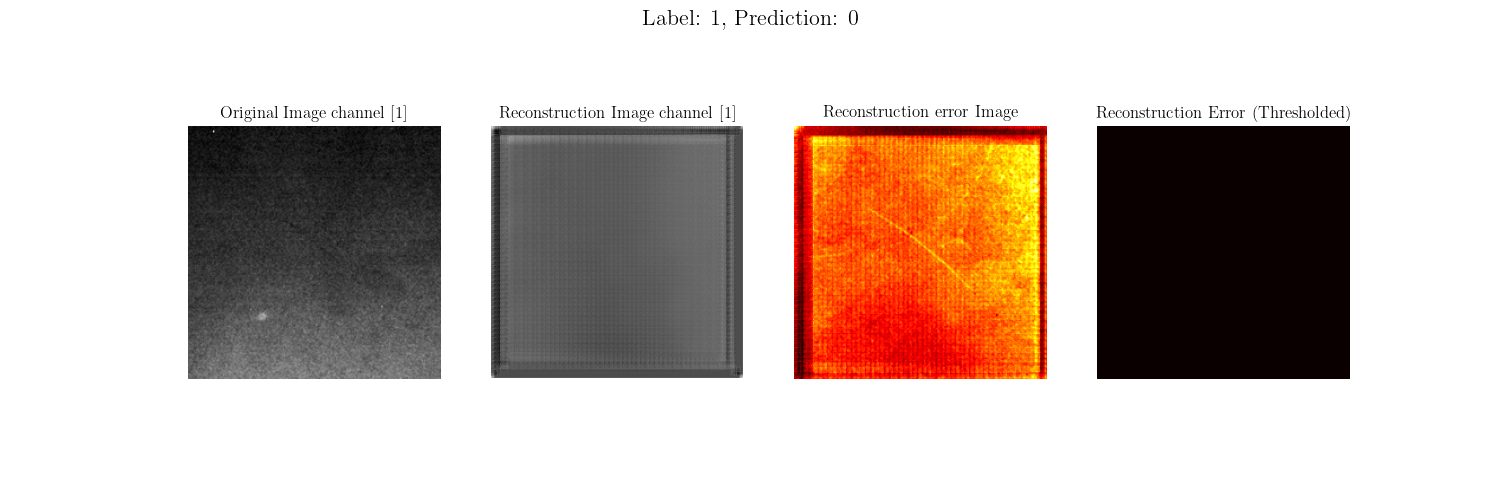 Label: 1, Prediction: 0
Original Image channel [1]
Reconstruction Image channel [1]
Reconstruction error Image
Reconstruction Error (Thresholded)